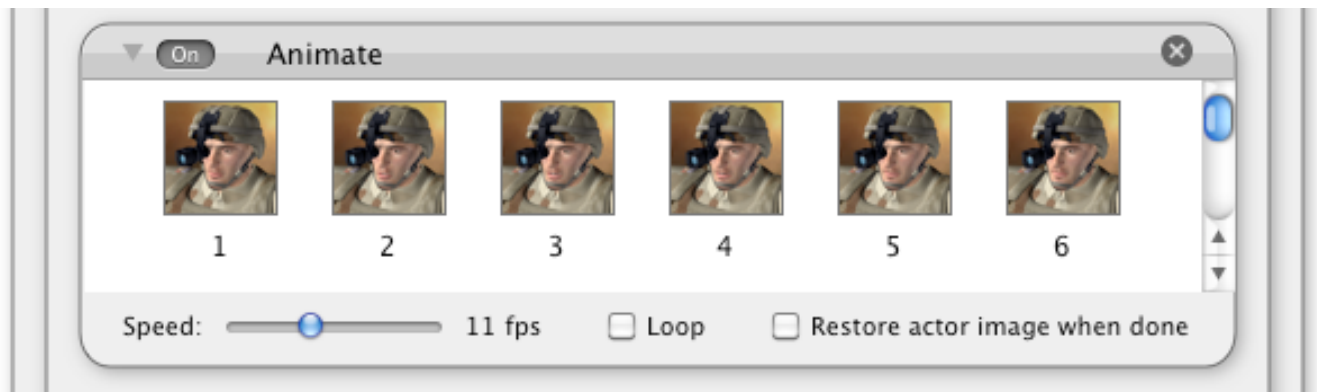 On Animate
1 2 3 4 5 6
Speed: 11 fps Loop Restore actor image when done